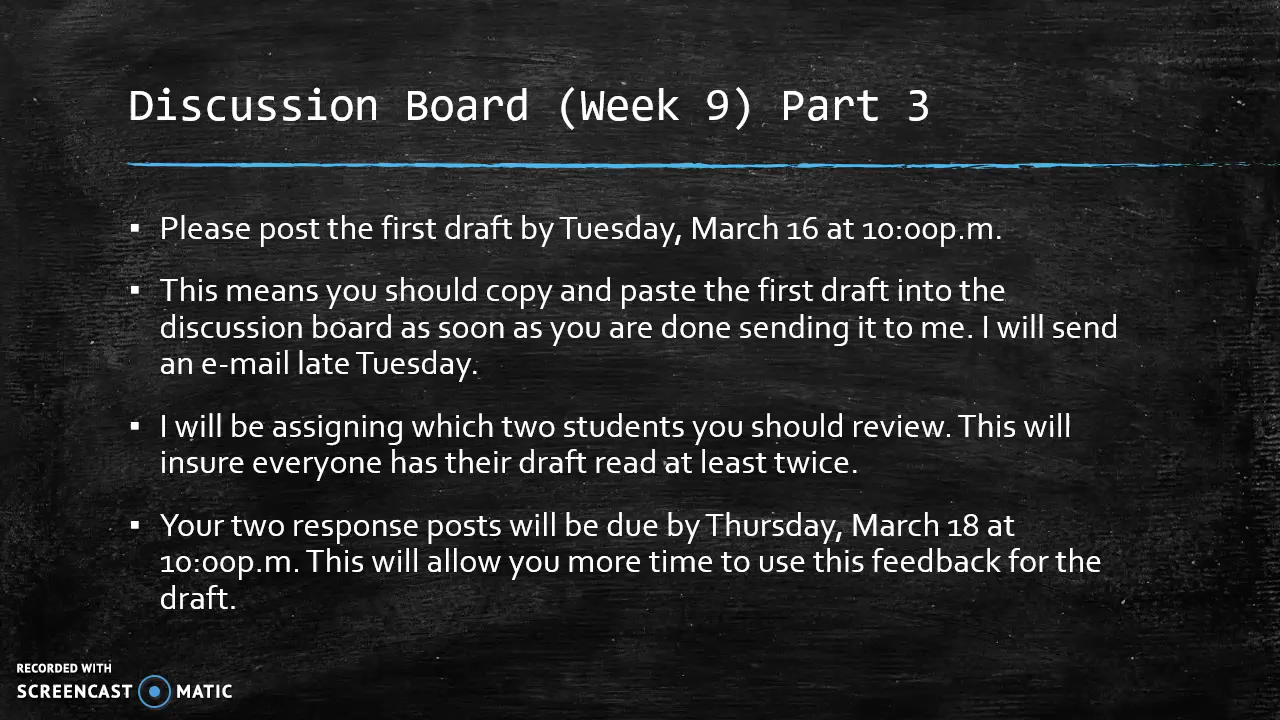 Discussion Board (Week 9) Part 3
▪ Please post the first draft by Tuesday, March 16 at 10:00p.m.
▪ This means you should copy and paste the first draft into the
discussion board as soon as you are done sending it to me. I will send
an e-mail late Tuesday.
▪ I will be assigning which two students you should review. This will
insure everyone has their draft read at least twice.
▪ Your two response posts will be due by Thursday, March 18 at
10:00p.m. This will allow you more time to use this feedback for the
draft.
RECORDED WITH
SCREENCAST MATIC